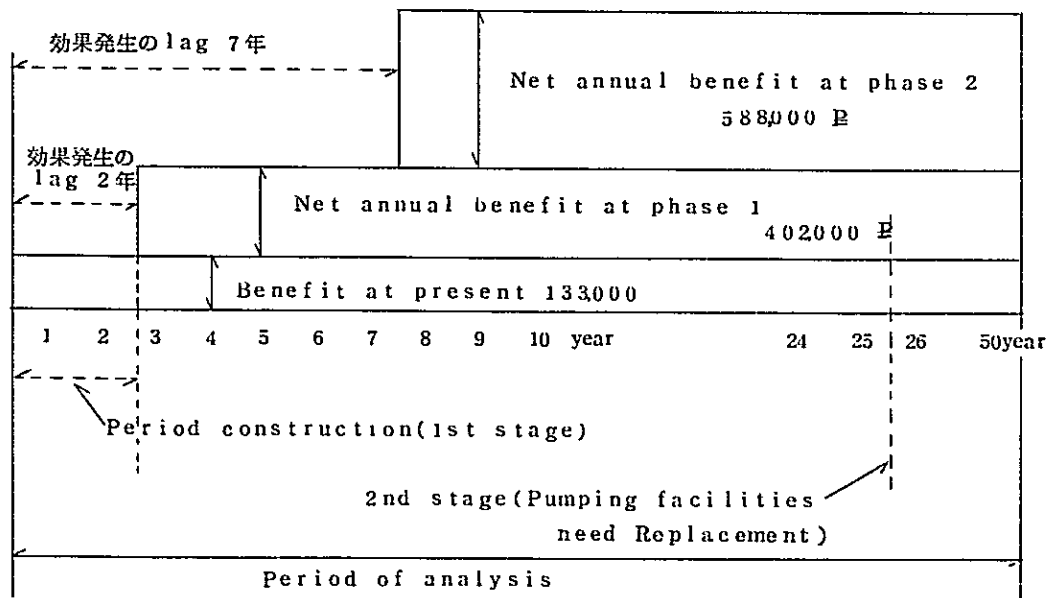 効果発生のlag 7年
Net annual benefit at phase 2
588,000 ₱
効果発生の
lag 2年
Net annual benefit at phase 1
402,000 ₱
Benefit at present 133,000
1 2 3 4 5 6 7 8 9 10 year 24 25 26 50year
Period construction(1st stage)
2nd stage(Pumping facilities
need Replacement)
Period of analysis